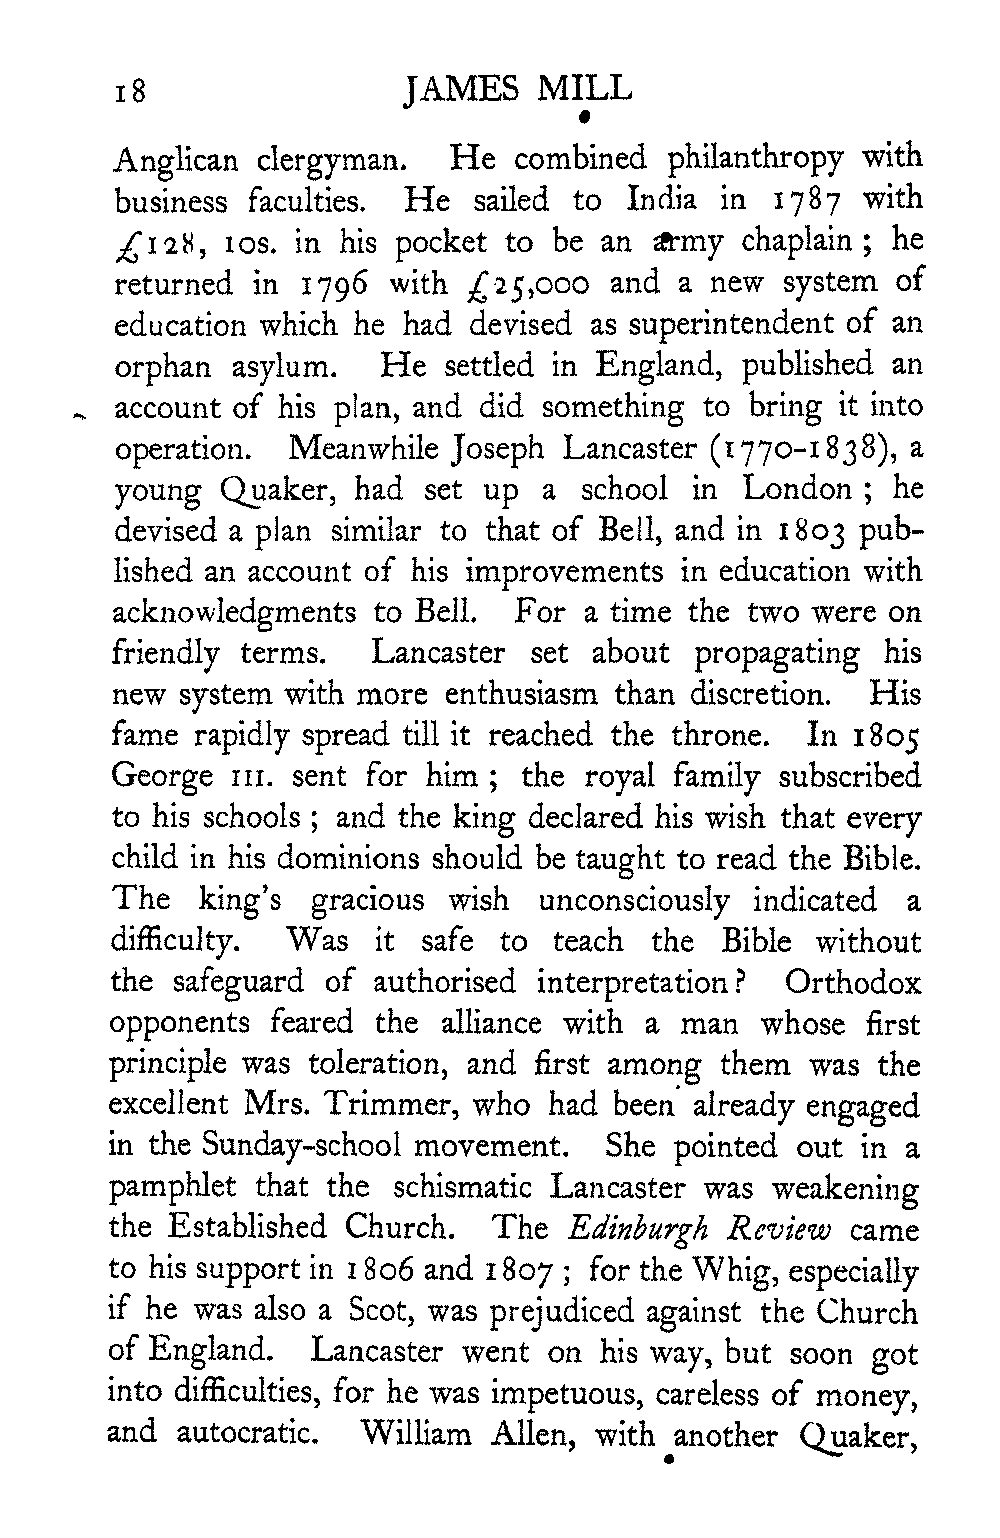 18 JAMES MILL
Anglican clergyman. He combined philanthropy with
business faculties. He sailed to India in 1787 with
£128, 10s. in his pocket to be an army chaplain ; he
returned in 1796 with £25,000 and a new system of
education which he had devised as superintendent of an
orphan asylum. He settled in England, published an
account of his plan, and did something to bring it into
operation. Meanwhile Joseph Lancaster (1770-1838), a
young Quaker, had set up a school in London ; he
devised a plan similar to that of Bell, and in 1803 pub-
lished an account of his improvements in education with
acknowledgments to Bell. For a time the two were on
friendly terms. Lancaster set about propagating his
new system with more enthusiasm than discretion. His
fame rapidly spread till it reached the throne. In 1805
George III. sent for him ; the royal family subscribed
to his schools ; and the king declared his wish that every
child in his dominions should be taught to read the Bible.
The king's gracious wish unconsciously indicated a
difficulty. Was it safe to teach the Bible without
the safeguard of authorised interpretation? Orthodox
opponents feared the alliance with a man whose first
principle was toleration, and first among them was the
excellent Mrs. Trimmer, who had been already engaged
in the Sunday-school movement. She pointed out in a
pamphlet that the schismatic Lancaster was weakening
the Established Church. The Edinburgh Review came
to his support in 1806 and 1807 ; for the Whig, especially
if he was also a Scot, was prejudiced against the Church
of England. Lancaster went on his way, but soon got
into difficulties, for he was impetuous, careless of money,
and autocratic. William Allen, with another Quaker,